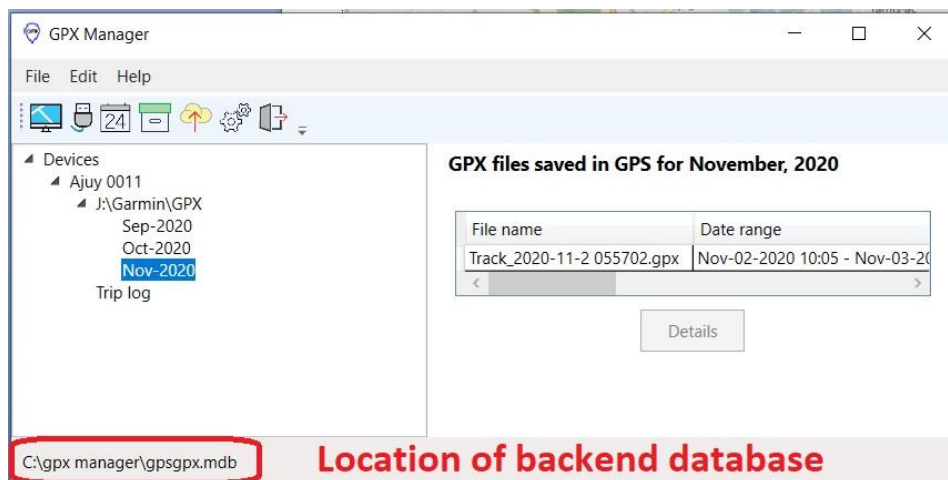 GPX Manager
File Edit Help
24
Devices
Ajuy 0011
J:\Garmin\GPX
Sep-2020
Oct-2020
Nov-2020
Trip log
GPX files saved in GPS for November, 2020
File name Date range
Track_2020-11-2 055702.gpx Nov-02-2020 10:05 - Nov-03-20
Details
C:\gpx manager\gpsgpx.mdb
Location of backend database